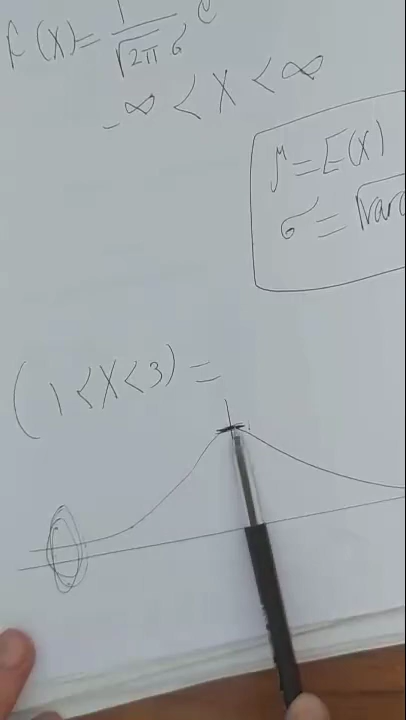 F(X) = 1/√2π σ e
-∞ < X < ∞
μ = E(X)
σ = √var
(1 < X < 3) =